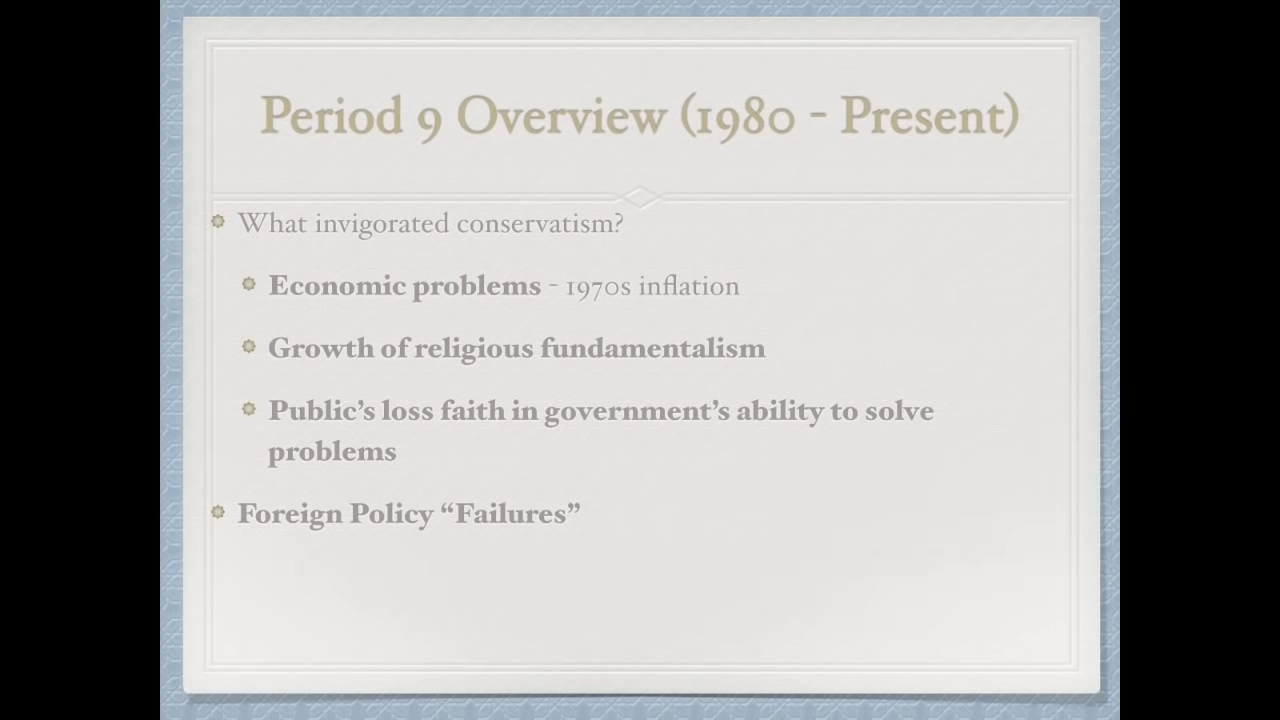 Period 9 Overview (1980 - Present)
What invigorated conservatism?
Economic problems - 1970s inflation
Growth of religious fundamentalism
Public’s loss faith in government’s ability to solve
problems
Foreign Policy “Failures”